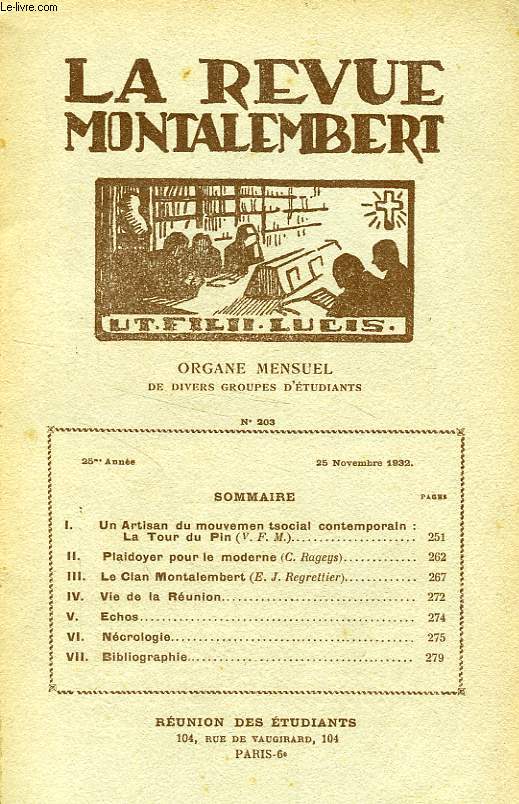 Le-livre.com
LA REVUE
MONTALEMBERT
UT·FILII·LUCIS·
ORGANE MENSUEL
DE DIVERS GROUPES D'ÉTUDIANTS
N° 203
25me Année 25 Novembre 1932.
SOMMAIRE PAGES
I. Un Artisan du mouvemen tsocial contemporain :
La Tour du Pin (V. F. M.) 251
II. Plaidoyer pour le moderne (C. Rageys) 262
III. Le Clan Montalembert (E. J. Regrettier) 267
IV. Vie de la Réunion 272
V. Echos 274
VI. Nécrologie 275
VII. Bibliographie 279
RÉUNION DES ÉTUDIANTS
104, RUE DE VAUGIRARD, 104
PARIS-6e